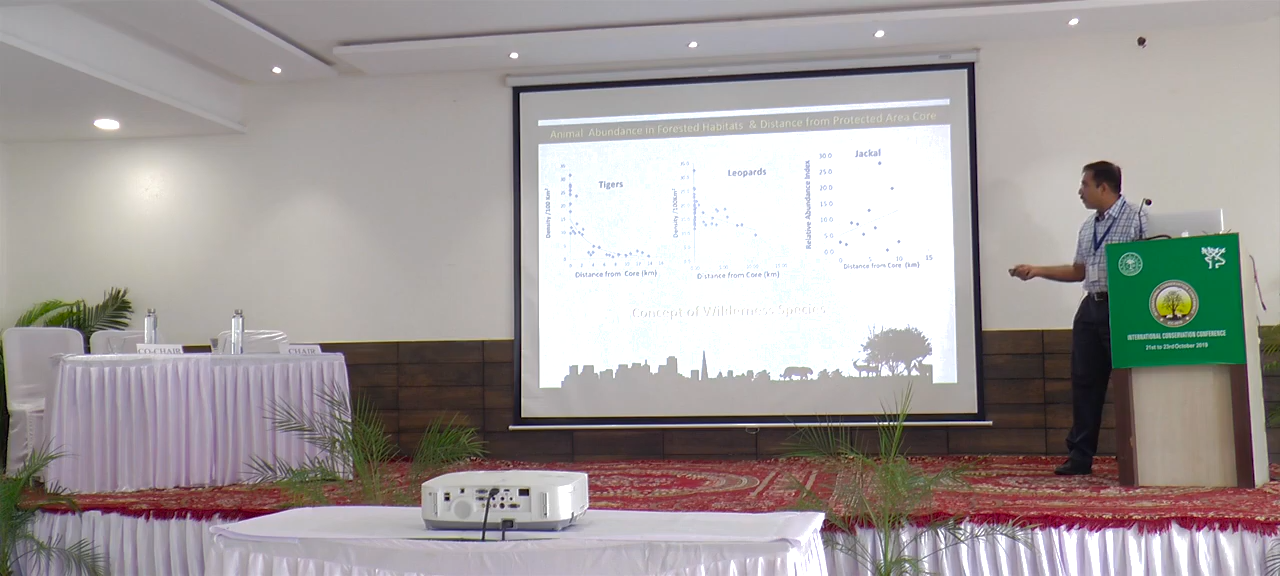 Animal Abundance in Forested Habitats & Distance from Protected Area Core
Tigers
Density /100 Km²
Distance from Core (km)
Leopards
Density /100Km²
Distance from Core (km)
Jackal
Relative Abundance Index
30.0
25.0
20.0
15.0
10.0
5.0
0.0
0 5 10 15
Distance from Core (km)
Concept of Wilderness Species
CO-CHAIR
CHAIR
INTERNATIONAL CONSERVATION CONFERENCE
21st to 23rd October 2019